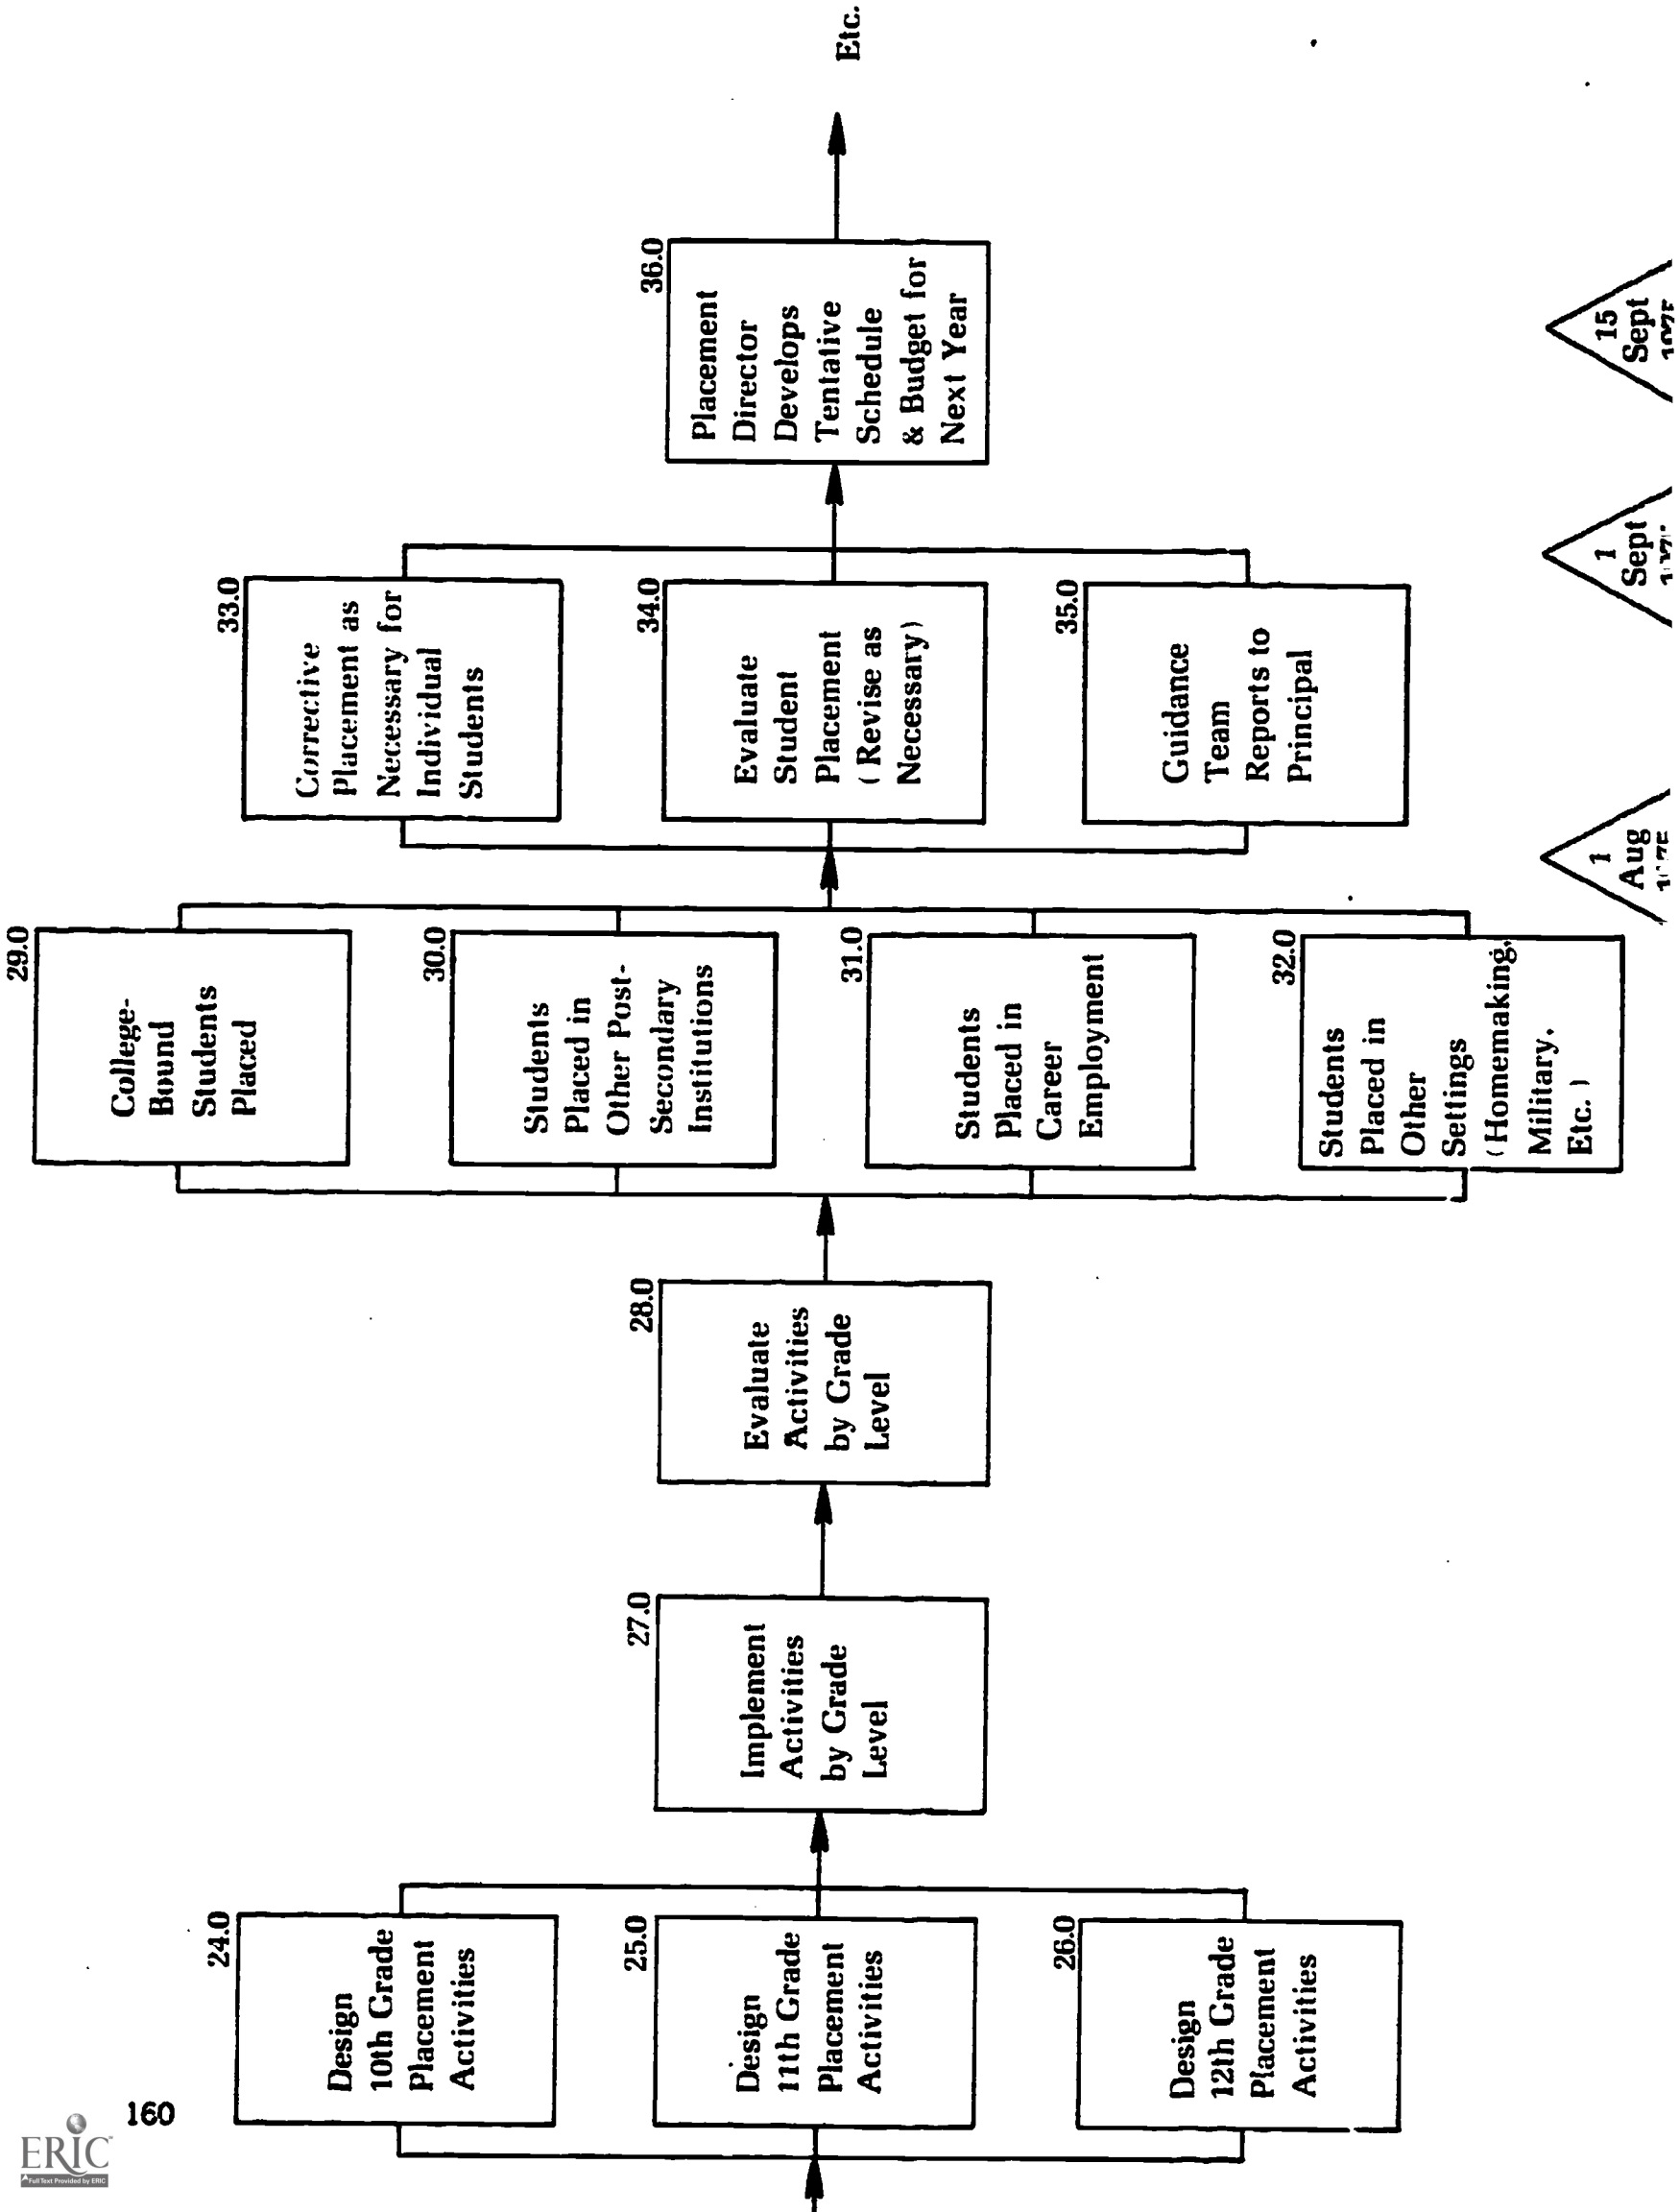 24.0
Design
10th Grade
Placement
Activities
25.0
Design
11th Grade
Placement
Activities
26.0
Design
12th Grade
Placement
Activities
27.0
Implement
Activities
by Grade
Level
28.0
Evaluate
Activities
by Grade
Level
29.0
College-
Bound
Students
Placed
30.0
Students
Placed in
Other Post-
Secondary
Institutions
31.0
Students
Placed in
Career
Employment
32.0
Students
Placed in
Other
Settings
(Homemaking,
Military,
Etc.)
33.0
Corrective
Placement as
Necessary for
Individual
Students
34.0
Evaluate
Student
Placement
(Revise as
Necessary)
35.0
Guidance
Team
Reports to
Principal
36.0
Placement
Director
Develops
Tentative
Schedule
& Budget for
Next Year
Etc.
1
Aug
1
Sept
15
Sept
160
ERIC
Full Text Provided by ERIC